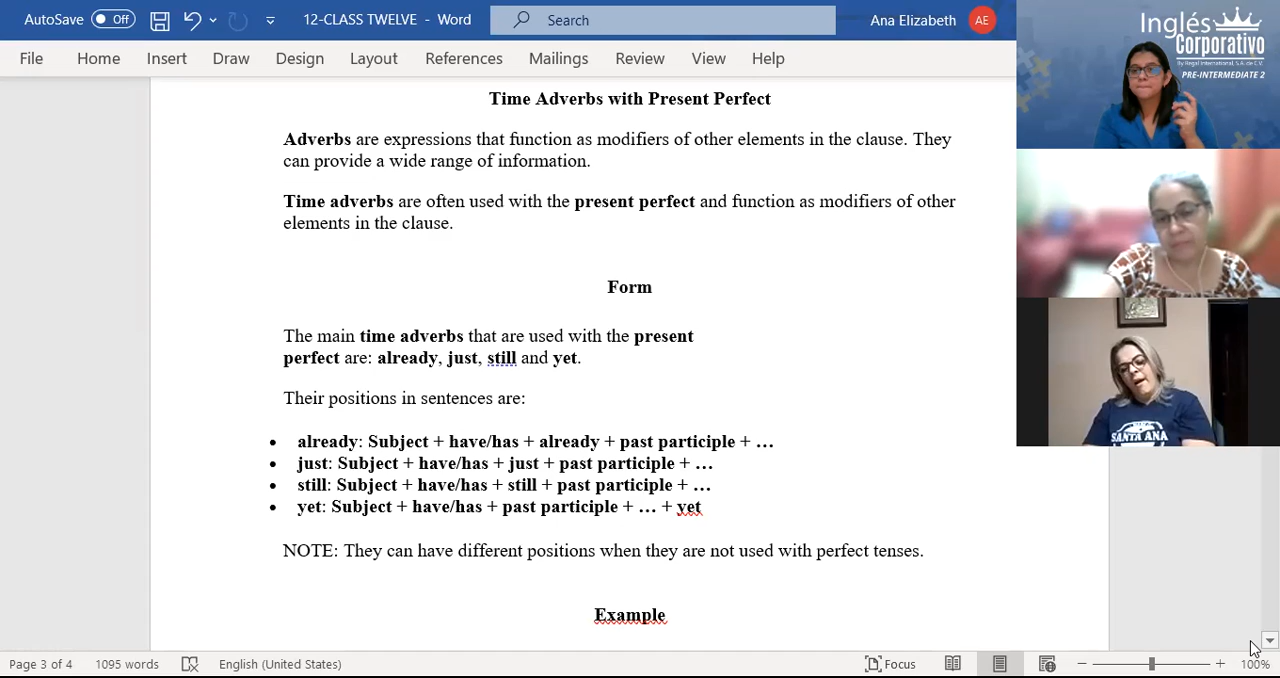 AutoSave Off 12-CLASS TWELVE - Word Search Ana Elizabeth AE
File Home Insert Draw Design Layout References Mailings Review View Help
Time Adverbs with Present Perfect
Adverbs are expressions that function as modifiers of other elements in the clause. They
can provide a wide range of information.
Time adverbs are often used with the present perfect and function as modifiers of other
elements in the clause.
Form
The main time adverbs that are used with the present
perfect are: already, just, still and yet.
Their positions in sentences are:
• already: Subject + have/has + already + past participle + …
• just: Subject + have/has + just + past participle + …
• still: Subject + have/has + still + past participle + …
• yet: Subject + have/has + past participle + … + yet
NOTE: They can have different positions when they are not used with perfect tenses.
Example
Page 3 of 4 1095 words English (United States) Focus 100%
Inglés
Corporativo
By Regal International, S.A. de C.V.
PRE-INTERMEDIATE 2
SANTA ANA